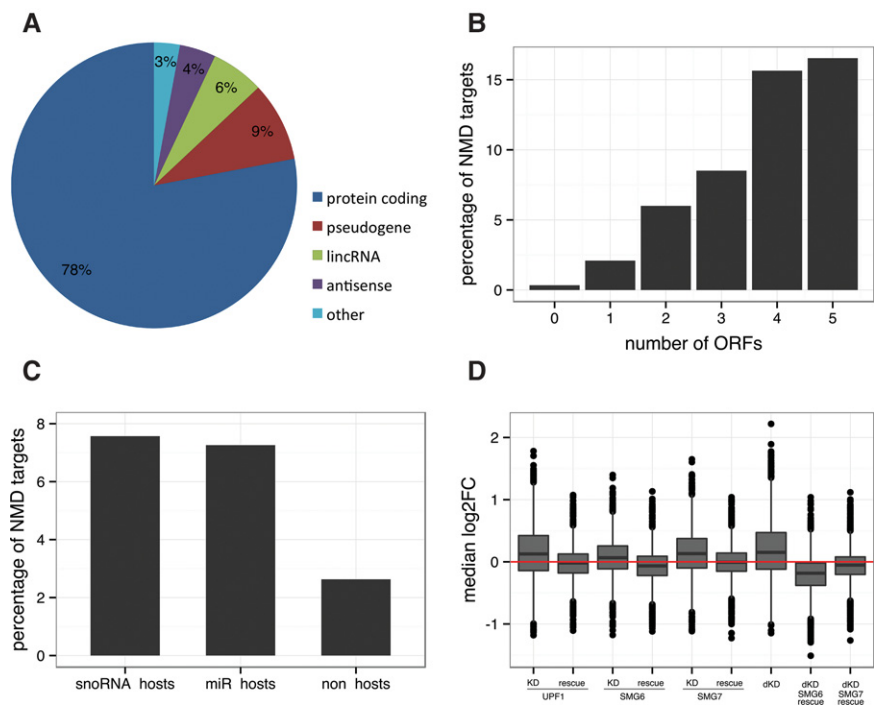 A
3%
4%
6%
9%
78%
protein coding
pseudogene
lincRNA
antisense
other
B
percentage of NMD targets
15
10
5
0
0 1 2 3 4 5
number of ORFs
C
percentage of NMD targets
8
6
4
2
0
snoRNA hosts miR hosts non hosts
D
median log2FC
2
1
0
-1
KD rescue KD rescue KD rescue dKD dKD dKD
UPF1 SMG6 SMG7 SMG6 SMG7
rescue rescue